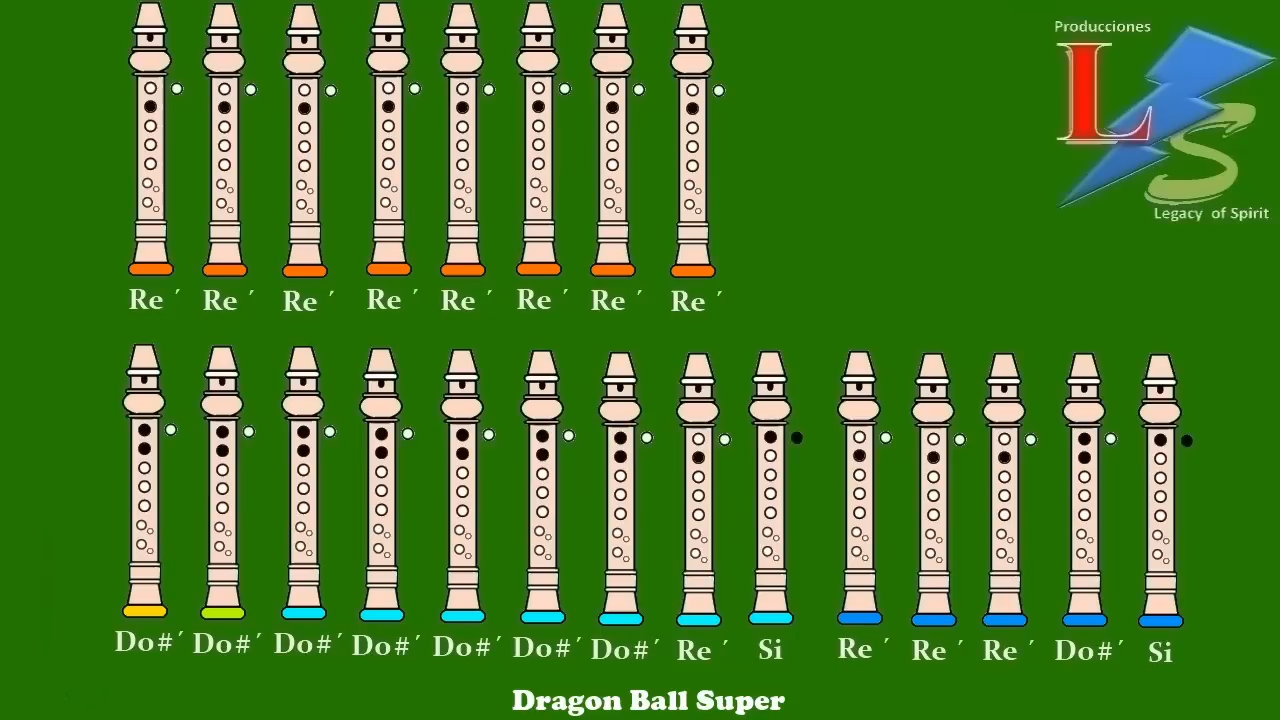 Producciones
LS
Legacy of Spirit
Re ´ Re ´ Re ´ Re ´ Re ´ Re ´ Re ´ Re ´
Do#´ Do#´ Do#´ Do#´ Do#´ Do#´ Do#´ Re ´ Si Re ´ Re ´ Re ´ Do#´ Si
Dragon Ball Super